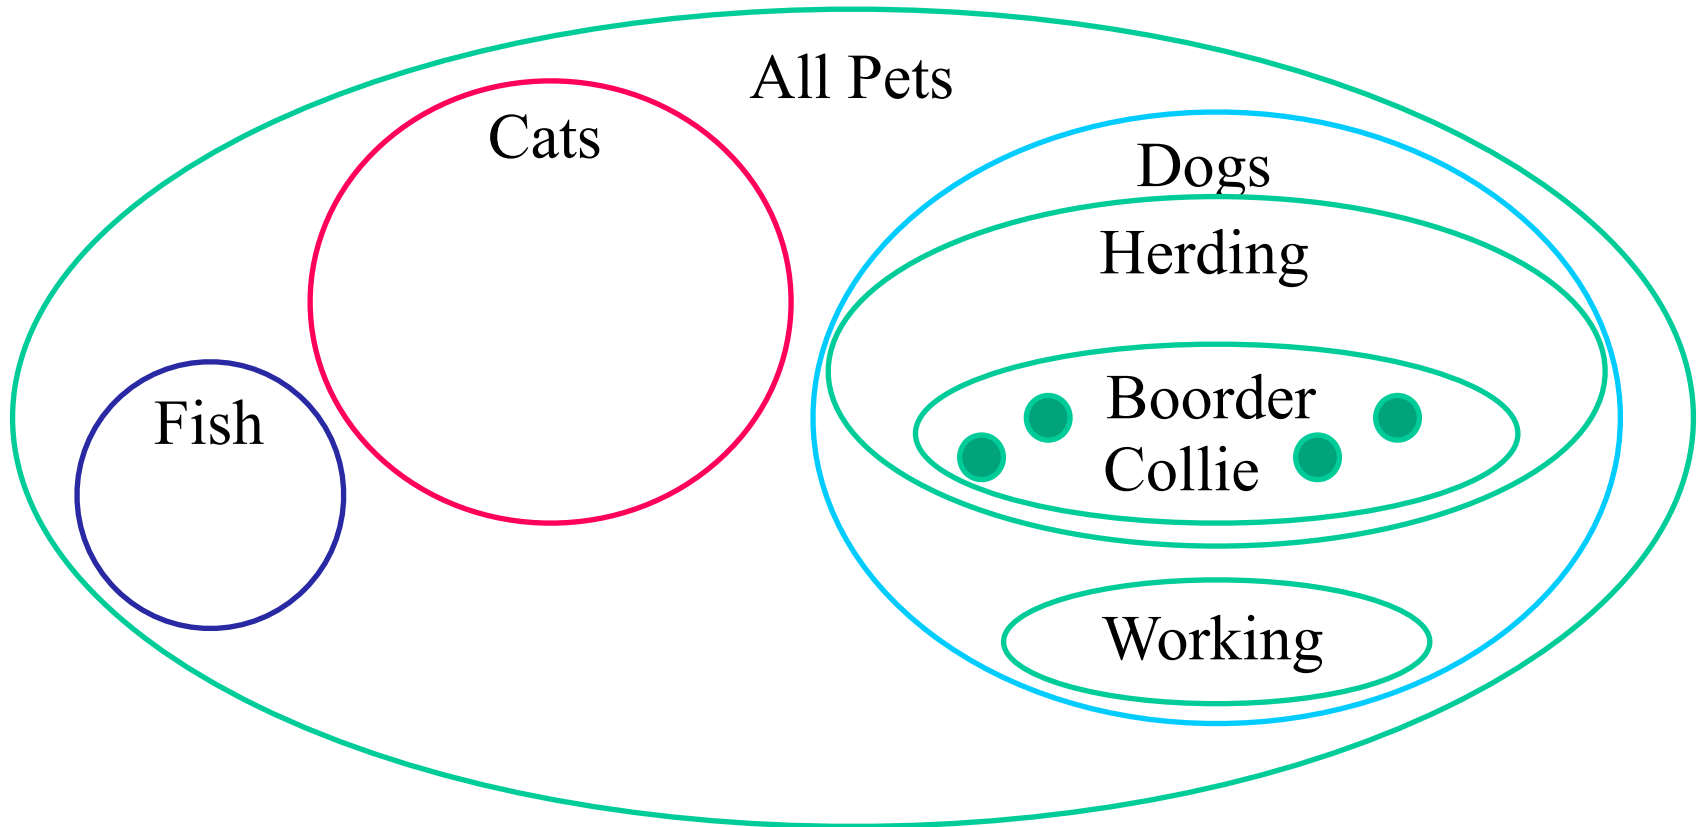 All Pets
Cats
Dogs
Herding
Fish
Boorder
Collie
Working